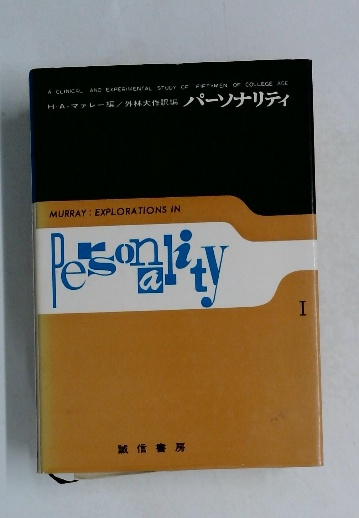 A CLINICAL AND EXPERIMENTAL STUDY OF FIFTY MEN OF COLLEGE AGE
H・A・マァレー編／外林大作訳編 パーソナリティ
MURRAY : EXPLORATIONS IN
Personality
I
誠信書房